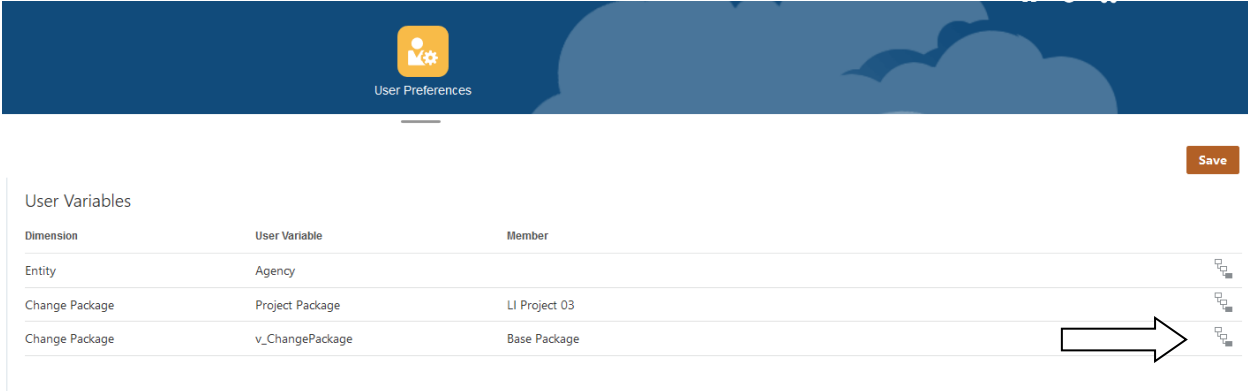 User Preferences
Save
User Variables
Dimension User Variable Member
Entity Agency
Change Package Project Package LI Project 03
Change Package v_ChangePackage Base Package